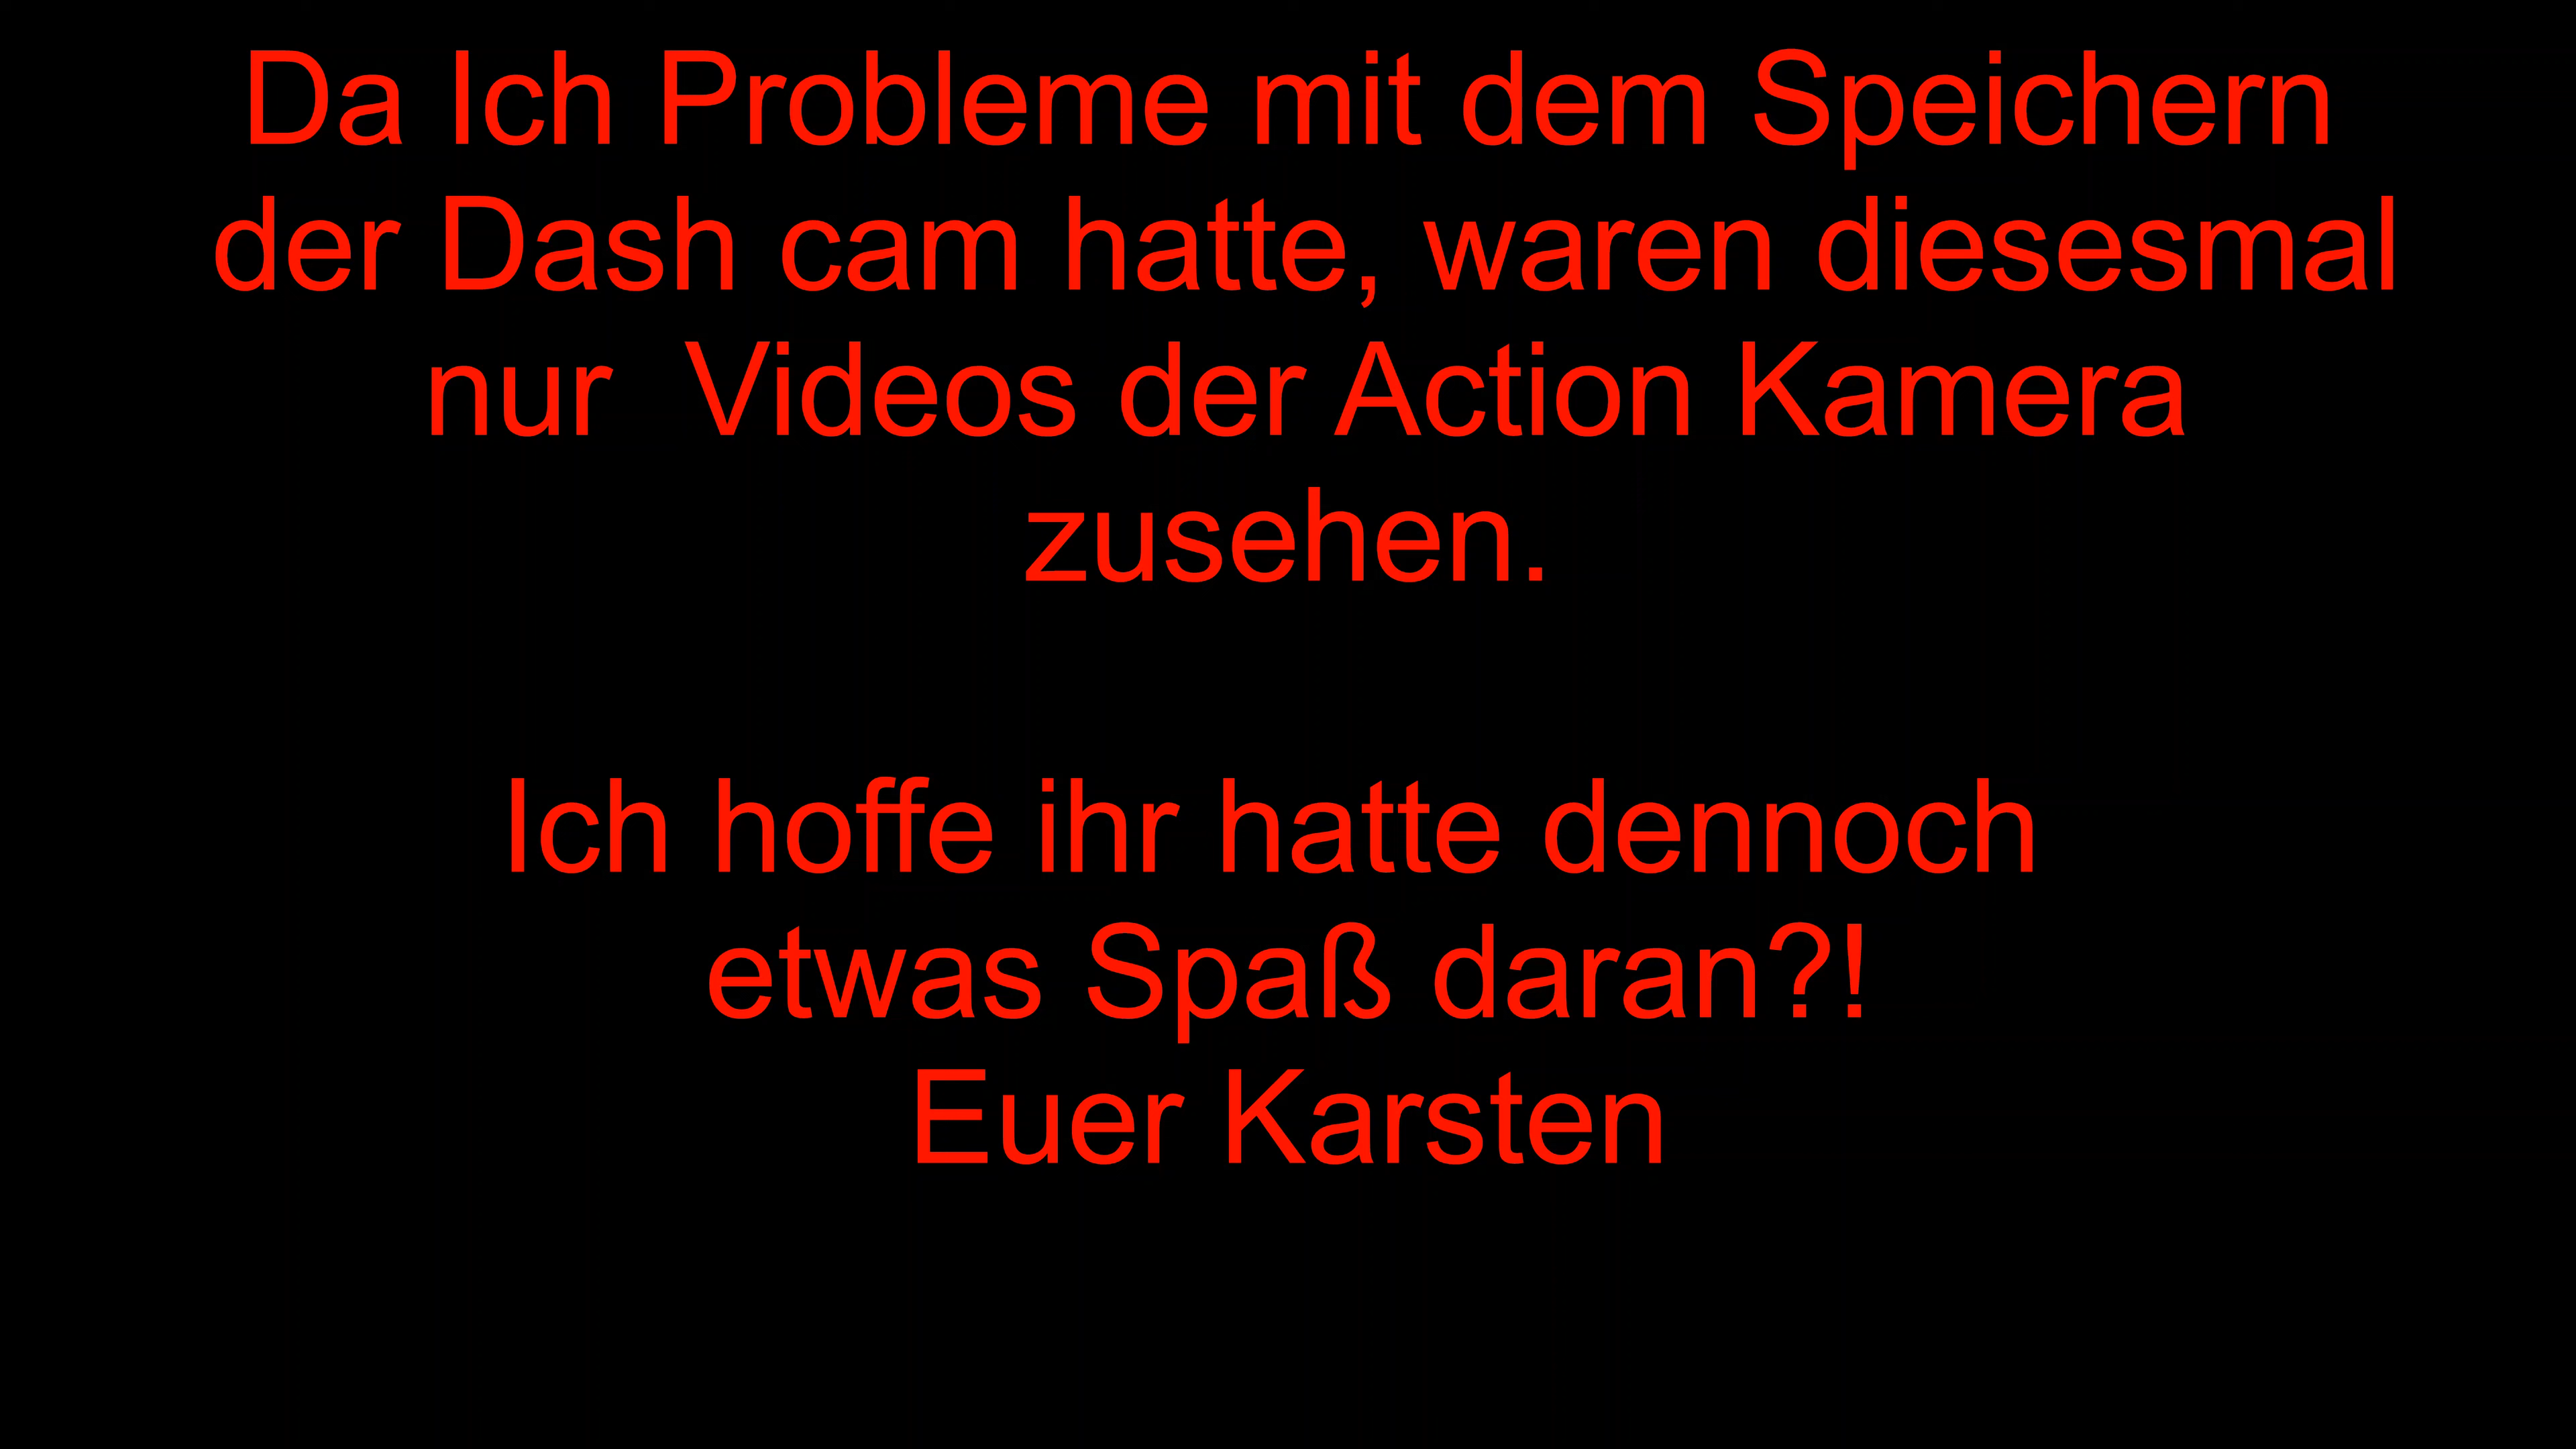 Da Ich Probleme mit dem Speichern
der Dash cam hatte, waren diesesmal
nur  Videos der Action Kamera
zusehen.
Ich hoffe ihr hatte dennoch
etwas Spaß daran?!
Euer Karsten